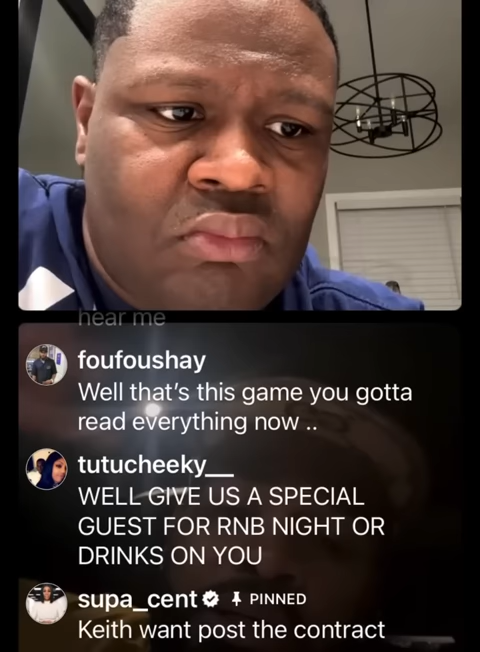 hear me
foufoushay
Well that's this game you gotta
read everything now ..
tutucheeky__
WELL GIVE US A SPECIAL
GUEST FOR RNB NIGHT OR
DRINKS ON YOU
supa_cent PINNED
Keith want post the contract